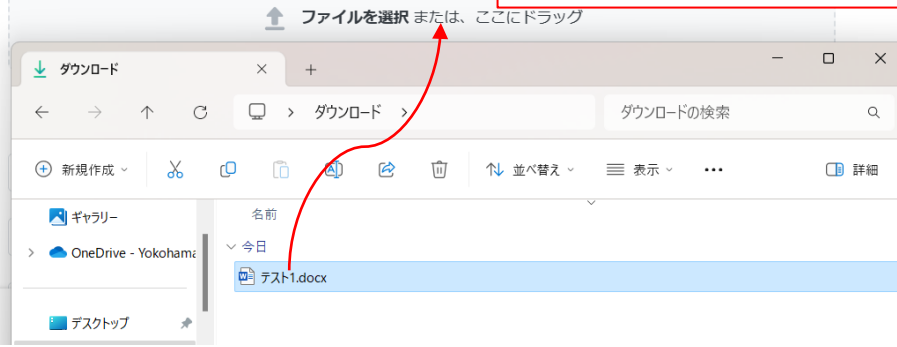 ファイルを選択 または、ここにドラッグ
ダウンロード
ダウンロード
ダウンロードの検索
新規作成
並べ替え
表示
詳細
ギャラリー
名前
OneDrive - Yokohama
今日
テスト1.docx
デスクトップ